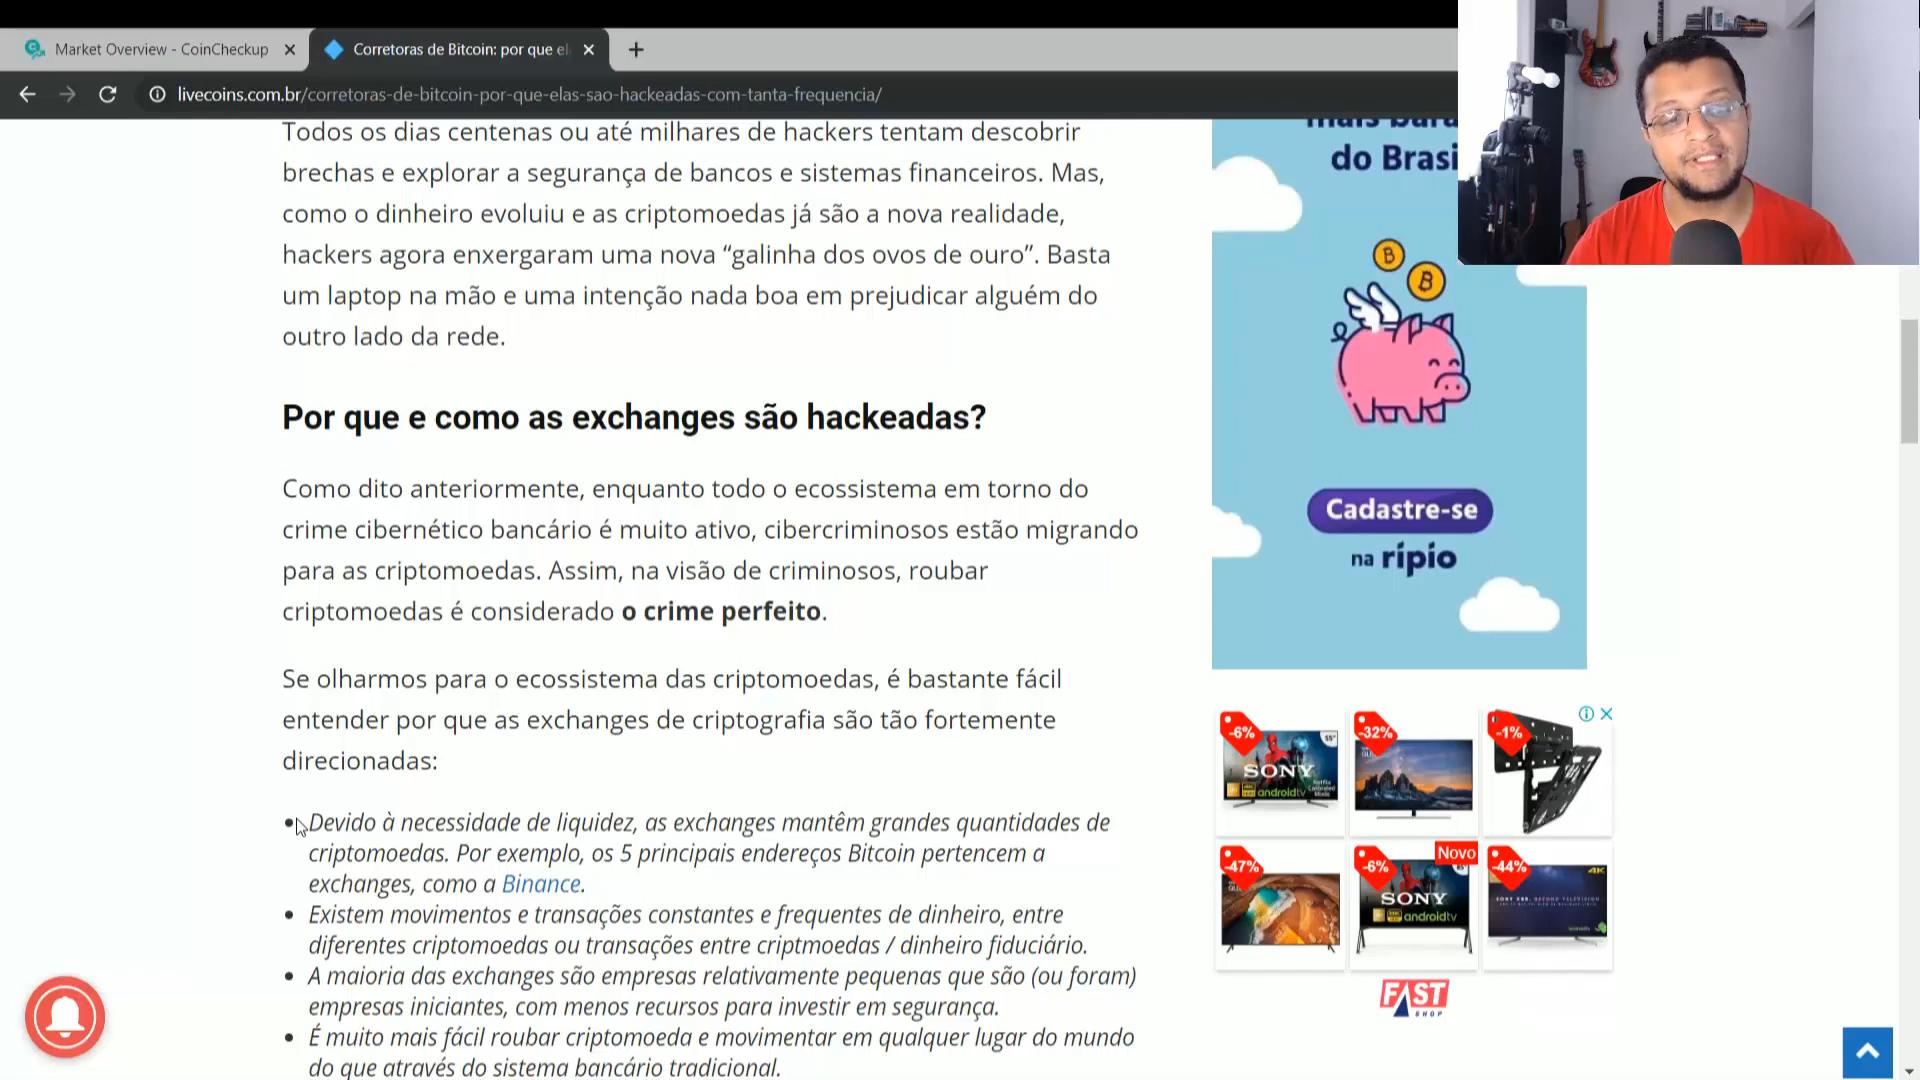 Market Overview - CoinCheckup
Corretoras de Bitcoin: por que el
livecoins.com.br/corretoras-de-bitcoin-por-que-elas-sao-hackeadas-com-tanta-frequencia/
Todos os dias centenas ou até milhares de hackers tentam descobrir
brechas e explorar a segurança de bancos e sistemas financeiros. Mas,
como o dinheiro evoluiu e as criptomoedas já são a nova realidade,
hackers agora enxergaram uma nova “galinha dos ovos de ouro”. Basta
um laptop na mão e uma intenção nada boa em prejudicar alguém do
outro lado da rede.
Por que e como as exchanges são hackeadas?
Como dito anteriormente, enquanto todo o ecossistema em torno do
crime cibernético bancário é muito ativo, cibercriminosos estão migrando
para as criptomoedas. Assim, na visão de criminosos, roubar
criptomoedas é considerado o crime perfeito.
Se olharmos para o ecossistema das criptomoedas, é bastante fácil
entender por que as exchanges de criptografia são tão fortemente
direcionadas:
• Devido à necessidade de liquidez, as exchanges mantêm grandes quantidades de
criptomoedas. Por exemplo, os 5 principais endereços Bitcoin pertencem a
exchanges, como a Binance.
• Existem movimentos e transações constantes e frequentes de dinheiro, entre
diferentes criptomoedas ou transações entre criptmoedas / dinheiro fiduciário.
• A maioria das exchanges são empresas relativamente pequenas que são (ou foram)
empresas iniciantes, com menos recursos para investir em segurança.
• É muito mais fácil roubar criptomoeda e movimentar em qualquer lugar do mundo
do que através do sistema bancário tradicional.
mais bara
do Brasi
Cadastre-se
na rípio
-6%
SONY
androidtv
-32%
-1%
-47%
-6%
Novo
SONY
androidtv
-44%
4K
FAST
SHOP